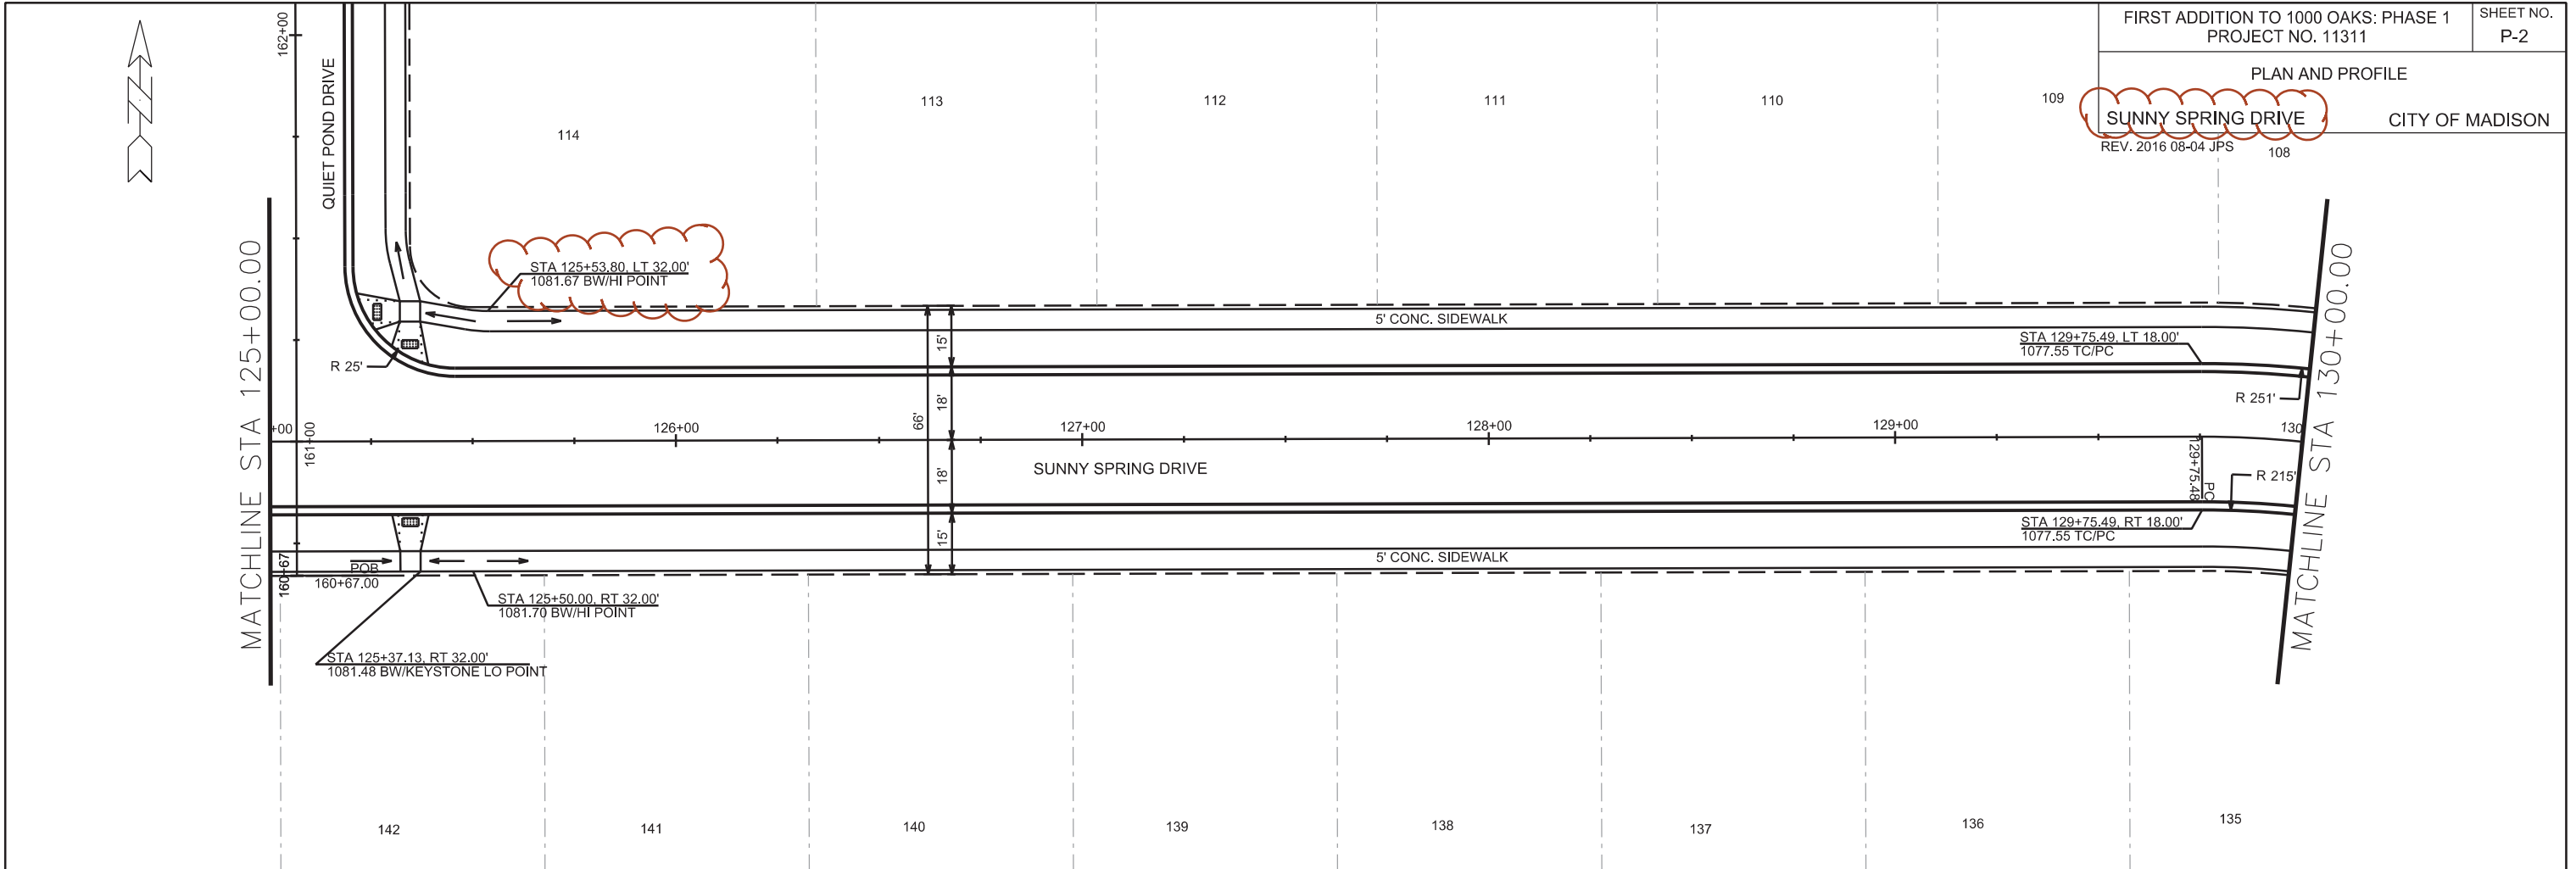 FIRST ADDITION TO 1000 OAKS: PHASE 1
PROJECT NO. 11311
SHEET NO.
P-2
PLAN AND PROFILE
SUNNY SPRING DRIVE
CITY OF MADISON
REV. 2016 08-04 JPS
162+00
QUIET POND DRIVE
114
113
112
111
110
109
108
MATCHLINE STA 125+00.00
STA 125+53.80, LT 32.00'
1081.67 BW/HI POINT
R 25'
5' CONC. SIDEWALK
STA 129+75.49, LT 18.00'
1077.55 TC/PC
R 251'
15'
18'
66'
18'
15'
+00
161+00
126+00
127+00
128+00
129+00
130
SUNNY SPRING DRIVE
129+75.48
PC
R 215'
STA 129+75.49, RT 18.00'
1077.55 TC/PC
MATCHLINE STA 130+00.00
5' CONC. SIDEWALK
160+67
POB
160+67.00
STA 125+50.00, RT 32.00'
1081.70 BW/HI POINT
STA 125+37.13, RT 32.00'
1081.48 BW/KEYSTONE LO POINT
142
141
140
139
138
137
136
135